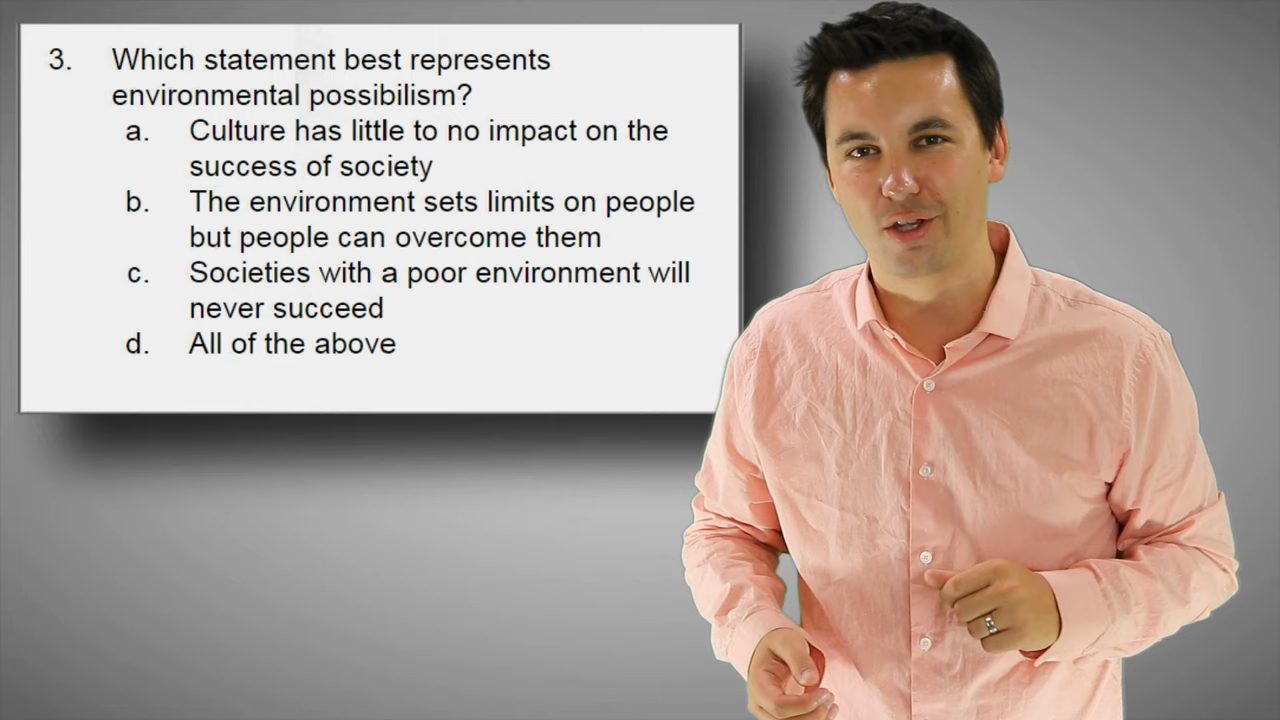 3. Which statement best represents
environmental possibilism?
a. Culture has little to no impact on the
success of society
b. The environment sets limits on people
but people can overcome them
c. Societies with a poor environment will
never succeed
d. All of the above